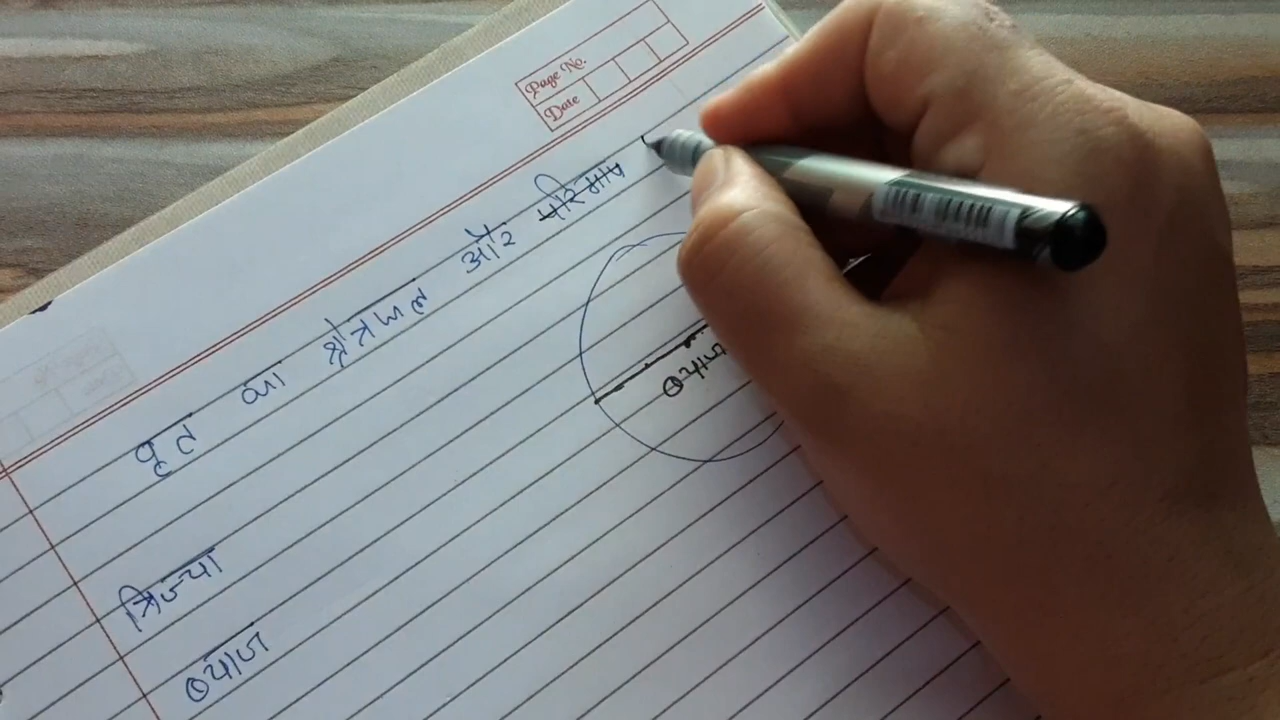 Page No.
Date
वृत का क्षेत्रफल और परिमाप
व्याज
त्रिज्या
व्याज